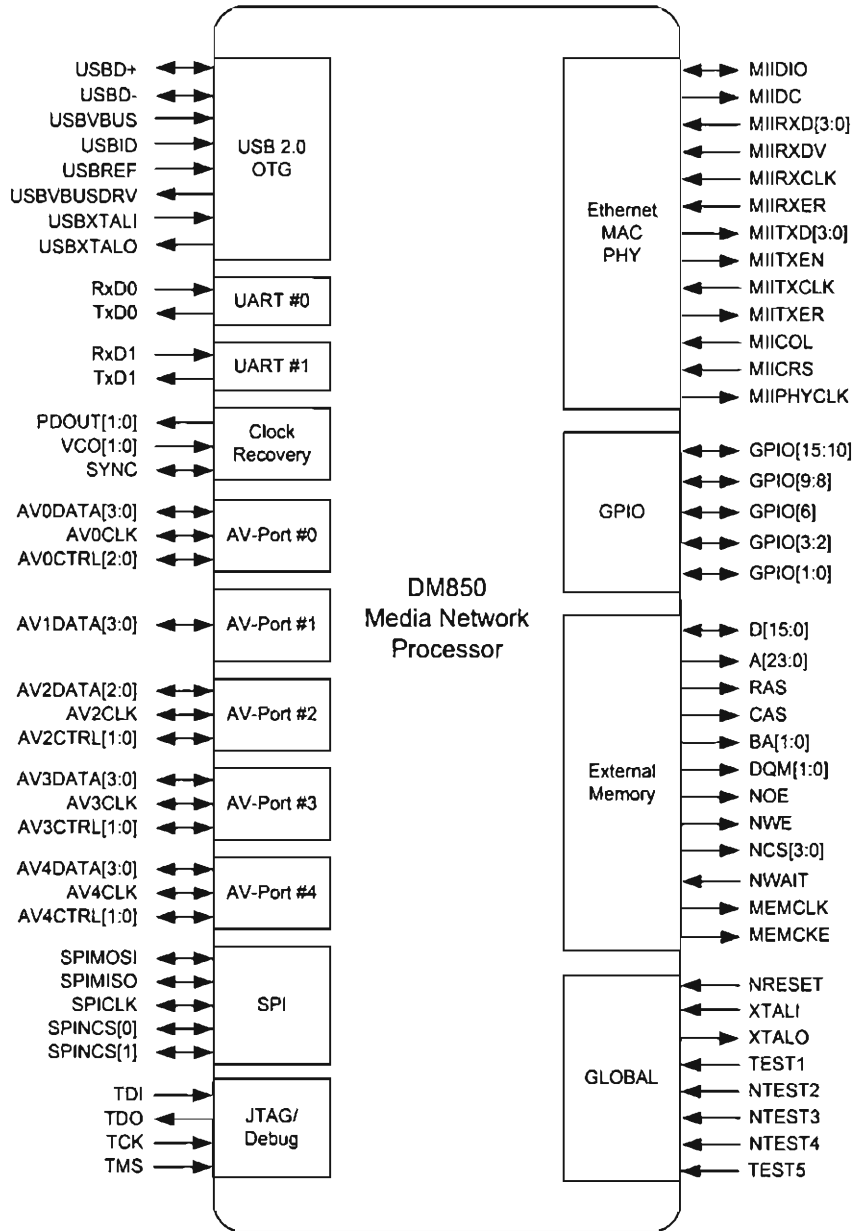 USBD+
USBD-
USBVBUS
USBID
USBREF
USBVBUSDRV
USBXTALI
USBXTALO
USB 2.0
OTG
RxD0
TxD0
UART #0
RxD1
TxD1
UART #1
PDOUT[1:0]
VCO[1:0]
SYNC
Clock
Recovery
AV0DATA[3:0]
AV0CLK
AV0CTRL[2:0]
AV-Port #0
AV1DATA[3:0]
AV-Port #1
AV2DATA[2:0]
AV2CLK
AV2CTRL[1:0]
AV-Port #2
AV3DATA[3:0]
AV3CLK
AV3CTRL[1:0]
AV-Port #3
AV4DATA[3:0]
AV4CLK
AV4CTRL[1:0]
AV-Port #4
SPIMOSI
SPIMISO
SPICLK
SPINCS[0]
SPINCS[1]
SPI
TDI
TDO
TCK
TMS
JTAG/
Debug
DM850
Media Network
Processor
Ethernet
MAC
PHY
MIIDIO
MIIDC
MIIRXD[3:0]
MIIRXDV
MIIRXCLK
MIIRXER
MIITXD[3:0]
MIITXEN
MIITXCLK
MIITXER
MIICOL
MIICRS
MIIPHYCLK
GPIO
GPIO[15:10]
GPIO[9:8]
GPIO[6]
GPIO[3:2]
GPIO[1:0]
External
Memory
D[15:0]
A[23:0]
RAS
CAS
BA[1:0]
DQM[1:0]
NOE
NWE
NCS[3:0]
NWAIT
MEMCLK
MEMCKE
GLOBAL
NRESET
XTALI
XTALO
TEST1
NTEST2
NTEST3
NTEST4
TEST5